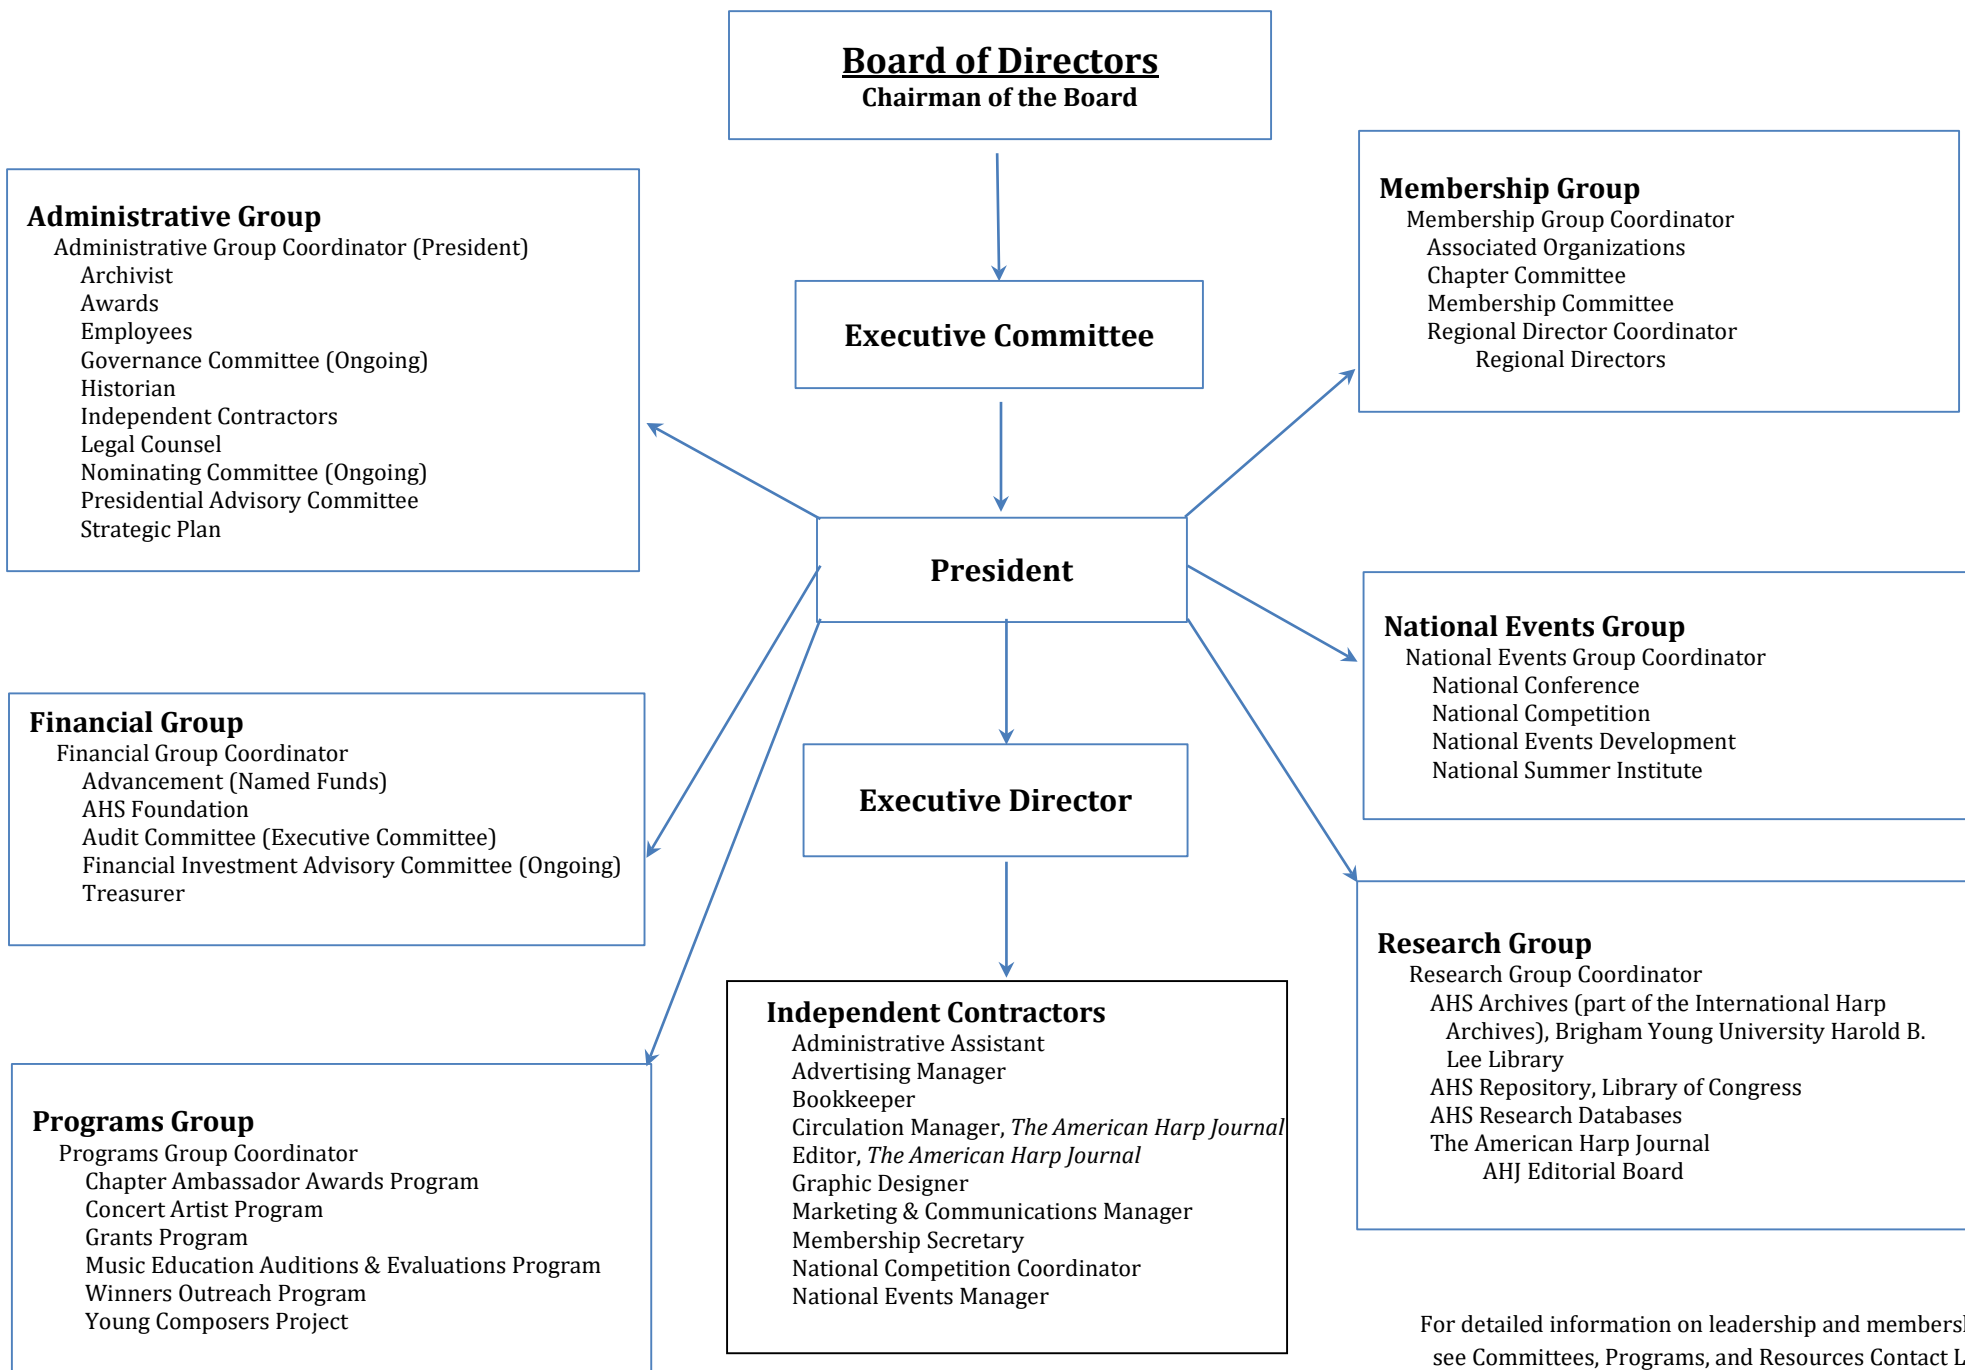 Board of Directors
Chairman of the Board
Administrative Group
Administrative Group Coordinator (President)
Archivist
Awards
Employees
Governance Committee (Ongoing)
Historian
Independent Contractors
Legal Counsel
Nominating Committee (Ongoing)
Presidential Advisory Committee
Strategic Plan
Membership Group
Membership Group Coordinator
Associated Organizations
Chapter Committee
Membership Committee
Regional Director Coordinator
Regional Directors
Executive Committee
President
National Events Group
National Events Group Coordinator
National Conference
National Competition
National Events Development
National Summer Institute
Financial Group
Financial Group Coordinator
Advancement (Named Funds)
AHS Foundation
Audit Committee (Executive Committee)
Financial Investment Advisory Committee (Ongoing)
Treasurer
Executive Director
Research Group
Research Group Coordinator
AHS Archives (part of the International Harp
Archives), Brigham Young University Harold B.
Lee Library
AHS Repository, Library of Congress
AHS Research Databases
The American Harp Journal
AHJ Editorial Board
Independent Contractors
Administrative Assistant
Advertising Manager
Bookkeeper
Circulation Manager, The American Harp Journal
Editor, The American Harp Journal
Graphic Designer
Marketing & Communications Manager
Membership Secretary
National Competition Coordinator
National Events Manager
Programs Group
Programs Group Coordinator
Chapter Ambassador Awards Program
Concert Artist Program
Grants Program
Music Education Auditions & Evaluations Program
Winners Outreach Program
Young Composers Project
For detailed information on leadership and
see Committees, Programs, and Resources Contact